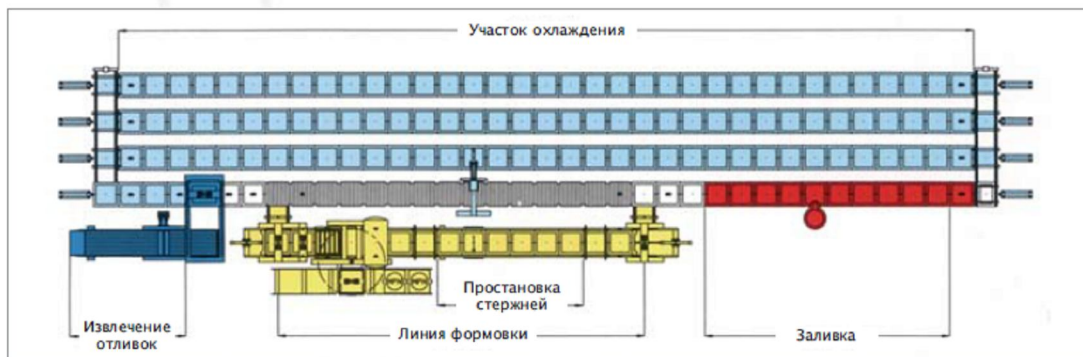 Участок охлаждения
Простановка
стержней
Извлечение
отливок
Линия формовки
Заливка